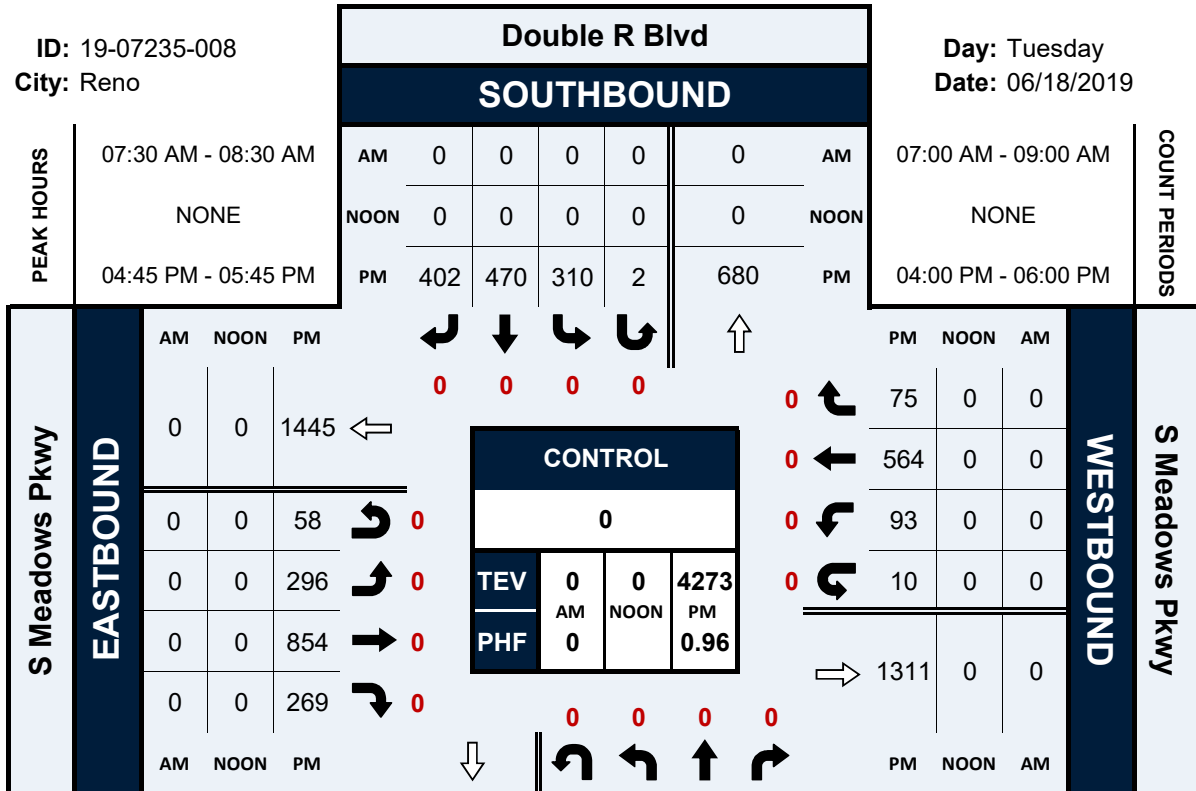 ID: 19-07235-008
City: Reno
Double R Blvd
SOUTHBOUND
Day: Tuesday
Date: 06/18/2019
PEAK HOURS
07:30 AM - 08:30 AM
NONE
04:45 PM - 05:45 PM
AM 0 0 0 0 0 AM
NOON 0 0 0 0 0 NOON
PM 402 470 310 2 680 PM
07:00 AM - 09:00 AM
NONE
04:00 PM - 06:00 PM
COUNT PERIODS
S Meadows Pkwy
EASTBOUND
AM NOON PM
0 0 1445
0 0 58 0
0 0 296 0
0 0 854 0
0 0 269 0
AM NOON PM
0 0 0 0
CONTROL
0
TEV 0 0 4273
AM NOON PM
PHF 0 0.96
0 0 0 0
PM NOON AM
0 75 0 0
0 564 0 0
0 93 0 0
0 10 0 0
1311 0 0
PM NOON AM
WESTBOUND
S Meadows Pkwy